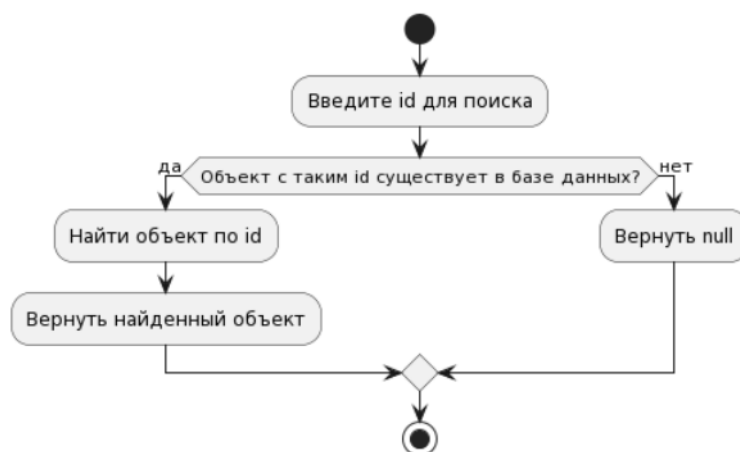 Введите id для поиска
да
Объект с таким id существует в базе данных?
нет
Найти объект по id
Вернуть null
Вернуть найденный объект